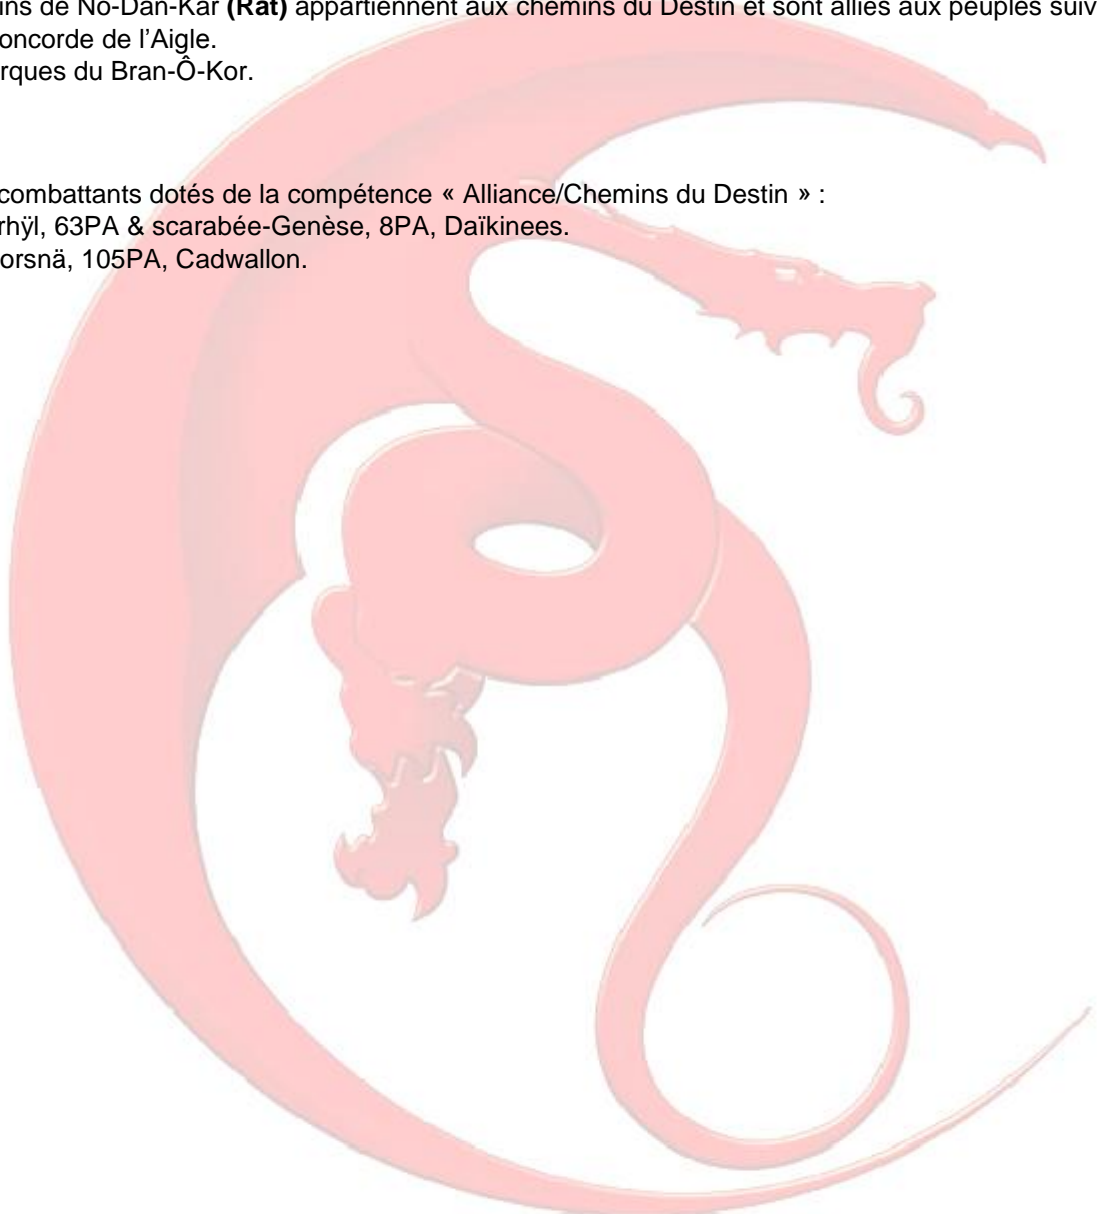 ins de No-Dan-Kar (Rat) appartiennent aux chemins du Destin et sont alliés aux peuples suiv
oncorde de l’Aigle.
rques du Bran-Ô-Kor.
combattants dotés de la compétence « Alliance/Chemins du Destin » :
rhÿl, 63PA & scarabée-Genèse, 8PA, Daïkinees.
orsnä, 105PA, Cadwallon.